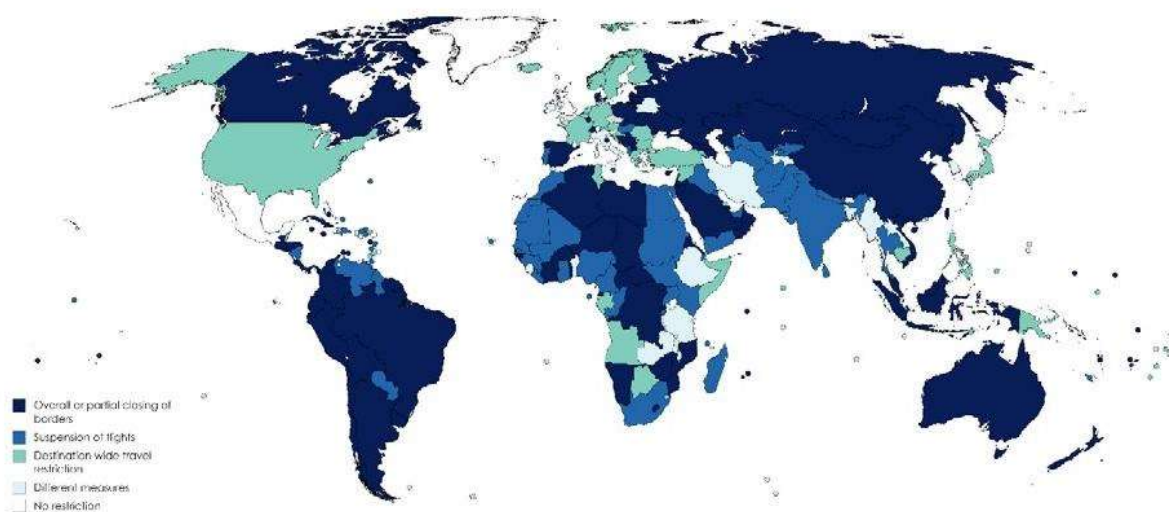 Overall or partial closing of
borders
Suspension of flights
Destination wide travel
restriction
Different measures
No restriction